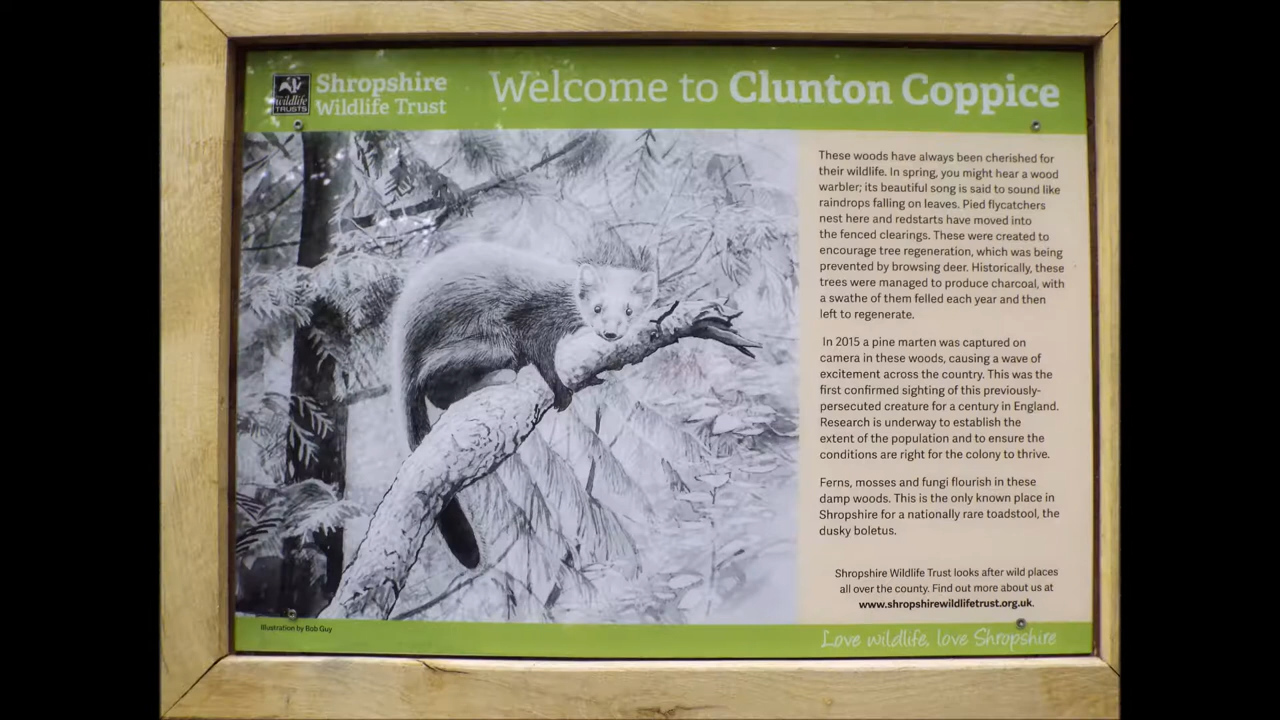 Shropshire
Wildlife Trust
wildlife
TRUSTS
Welcome to Clunton Coppice
These woods have always been cherished for
their wildlife. In spring, you might hear a wood
warbler; its beautiful song is said to sound like
raindrops falling on leaves. Pied flycatchers
nest here and redstarts have moved into
the fenced clearings. These were created to
encourage tree regeneration, which was being
prevented by browsing deer. Historically, these
trees were managed to produce charcoal, with
a swathe of them felled each year and then
left to regenerate.
In 2015 a pine marten was captured on
camera in these woods, causing a wave of
excitement across the country. This was the
first confirmed sighting of this previously-
persecuted creature for a century in England.
Research is underway to establish the
extent of the population and to ensure the
conditions are right for the colony to thrive.
Ferns, mosses and fungi flourish in these
damp woods. This is the only known place in
Shropshire for a nationally rare toadstool, the
dusky boletus.
Shropshire Wildlife Trust looks after wild places
all over the county. Find out more about us at
www.shropshirewildlifetrust.org.uk.
Illustration by Bob Guy
Love wildlife, love Shropshire